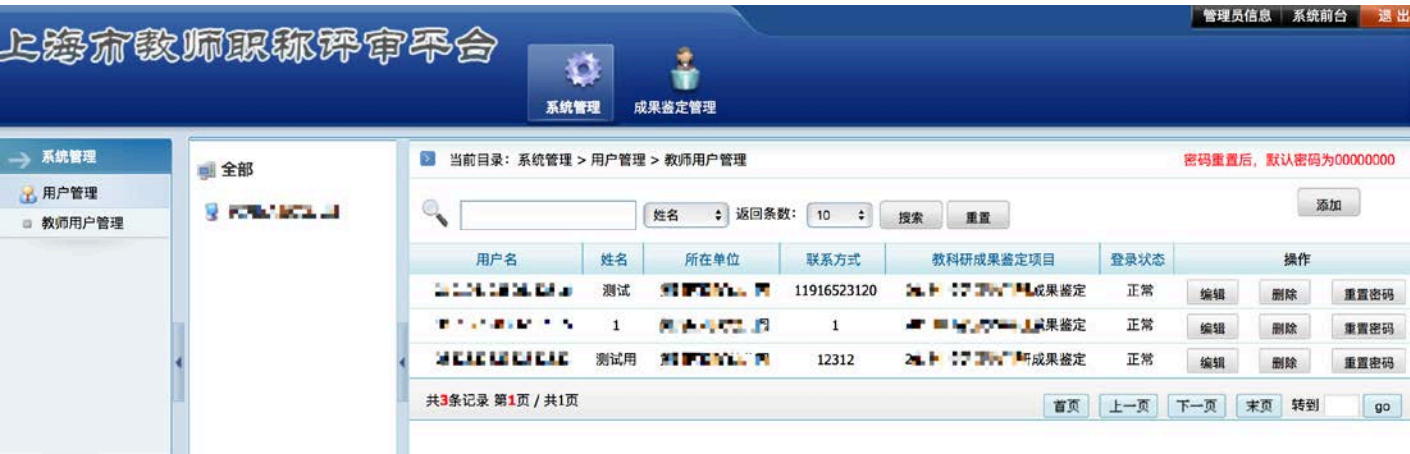 管理员信息 系统前台 退出
上海市教师职称评审平台
系统管理 成果鉴定管理
系统管理
用户管理
教师用户管理
全部
当前目录：系统管理 > 用户管理 > 教师用户管理 密码重置后，默认密码为00000000
姓名 返回条数： 10 搜索 重置 添加
用户名 姓名 所在单位 联系方式 教科研成果鉴定项目 登录状态 操作
测试 11916523120 成果鉴定 正常 编辑 删除 重置密码
1 1 果鉴定 正常 编辑 删除 重置密码
测试用 12312 成果鉴定 正常 编辑 删除 重置密码
共3条记录 第1页 / 共1页 首页 上一页 下一页 末页 转到 go